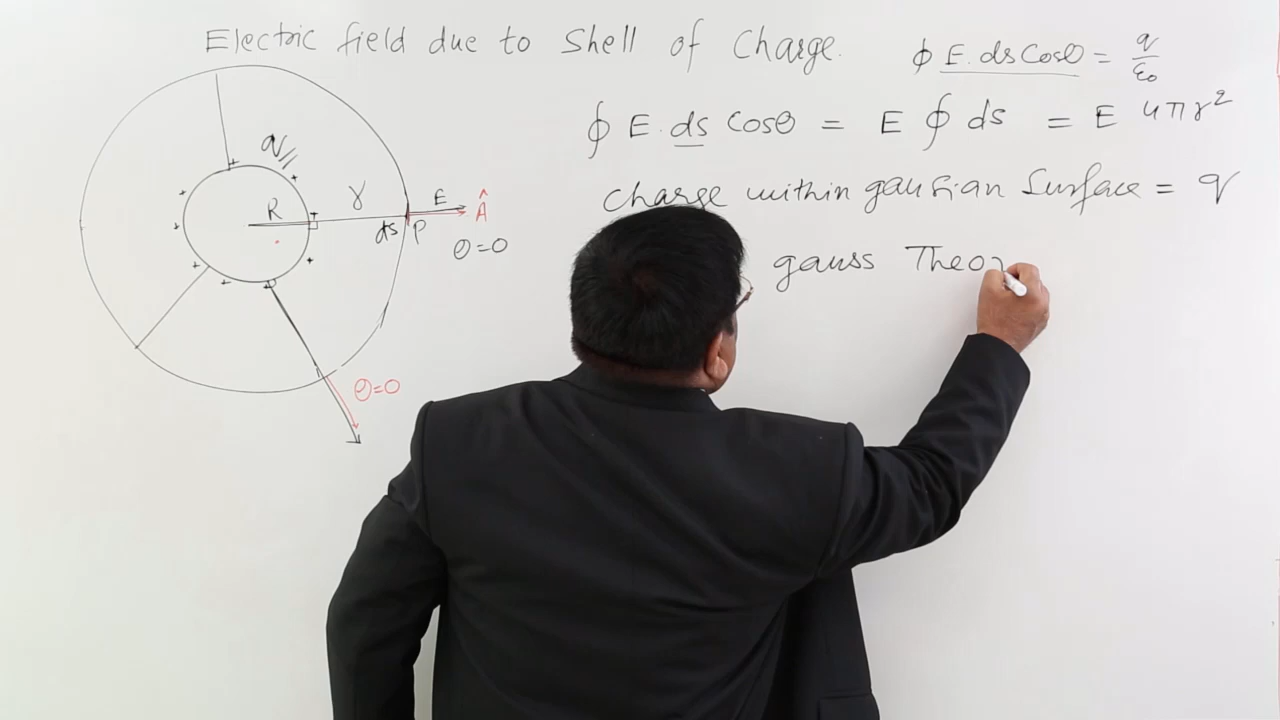 Electric field due to Shell of Charge.
∮ E.ds Cosθ = q/ε₀
∮ E.ds Cosθ = E ∮ ds = E 4πr²
charge within gaussian Surface = q
gauss Theor
q
R
r
E
Â
ds
P
θ=0
θ=0